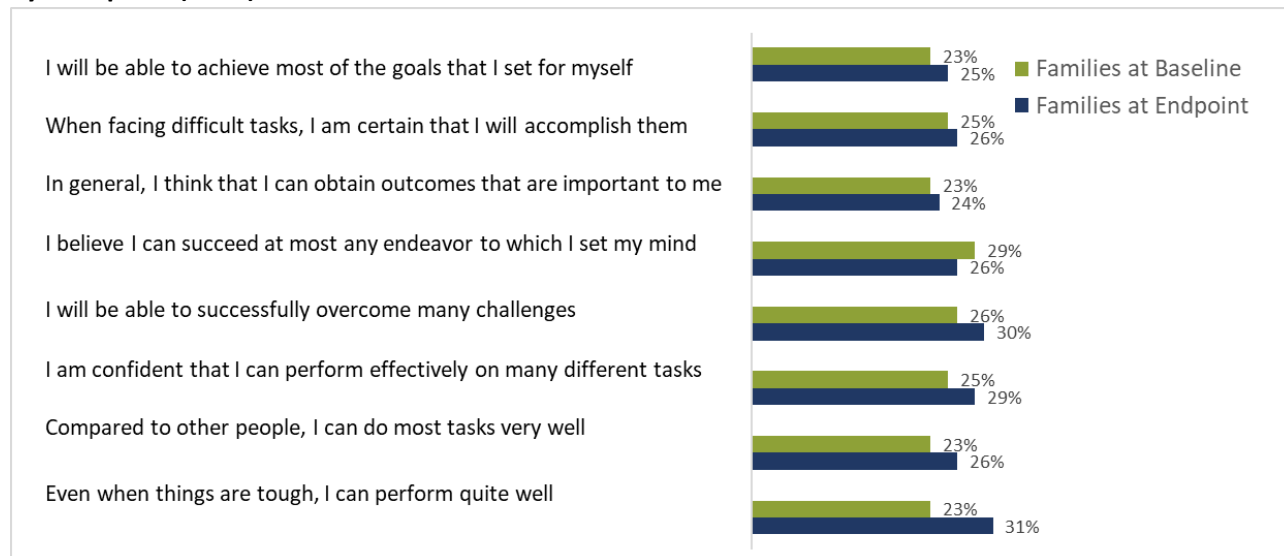 I will be able to achieve most of the goals that I set for myself
23%
25%
Families at Baseline
Families at Endpoint
When facing difficult tasks, I am certain that I will accomplish them
25%
26%
In general, I think that I can obtain outcomes that are important to me
23%
24%
I believe I can succeed at most any endeavor to which I set my mind
29%
26%
I will be able to successfully overcome many challenges
26%
30%
I am confident that I can perform effectively on many different tasks
25%
29%
Compared to other people, I can do most tasks very well
23%
26%
Even when things are tough, I can perform quite well
23%
31%